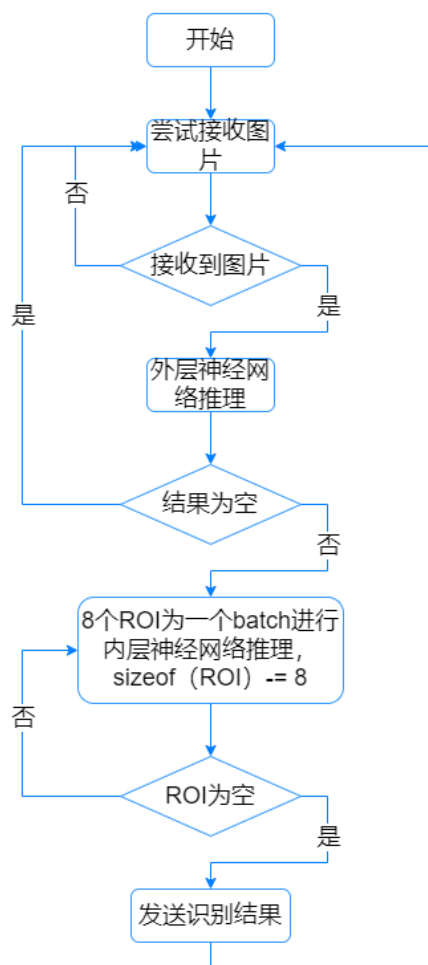 开始
尝试接收图
片
否
接收到图片
是
是
外层神经网
络推理
结果为空
否
8个ROI为一个batch进行
内层神经网络推理，
sizeof（ROI）-= 8
否
ROI为空
是
发送识别结果